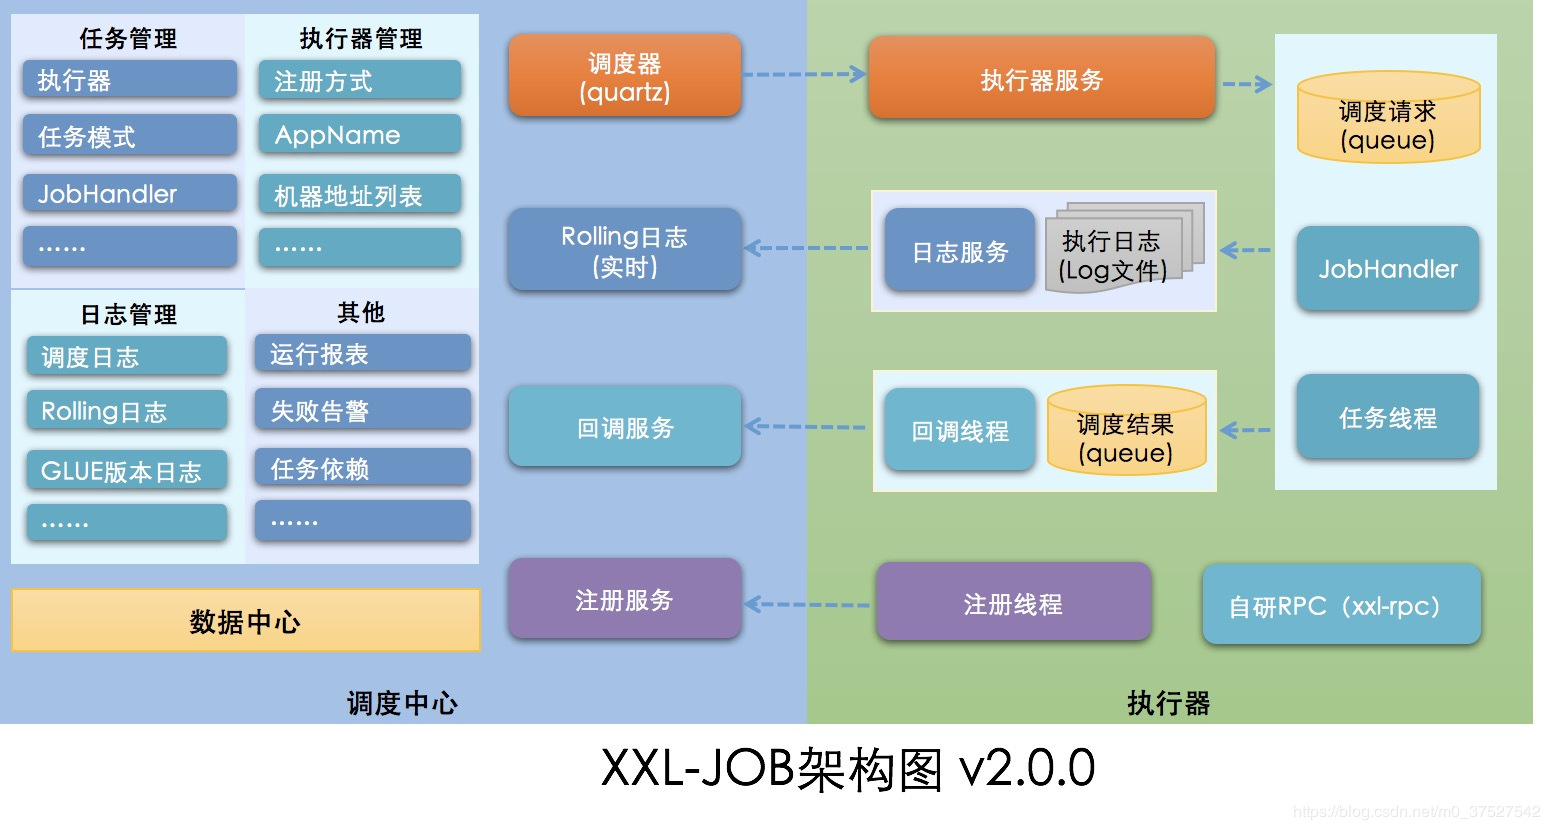 任务管理
执行器
任务模式
JobHandler
……
执行器管理
注册方式
AppName
机器地址列表
……
日志管理
调度日志
Rolling日志
GLUE版本日志
……
其他
运行报表
失败告警
任务依赖
……
数据中心
调度器
(quartz)
Rolling日志
(实时)
回调服务
注册服务
调度中心
执行器服务
日志服务
执行日志
(Log文件)
回调线程
调度结果
(queue)
注册线程
调度请求
(queue)
JobHandler
任务线程
自研RPC（xxl-rpc）
执行器
XXL-JOB架构图 v2.0.0
https://blog.csdn.net/m0_37527542